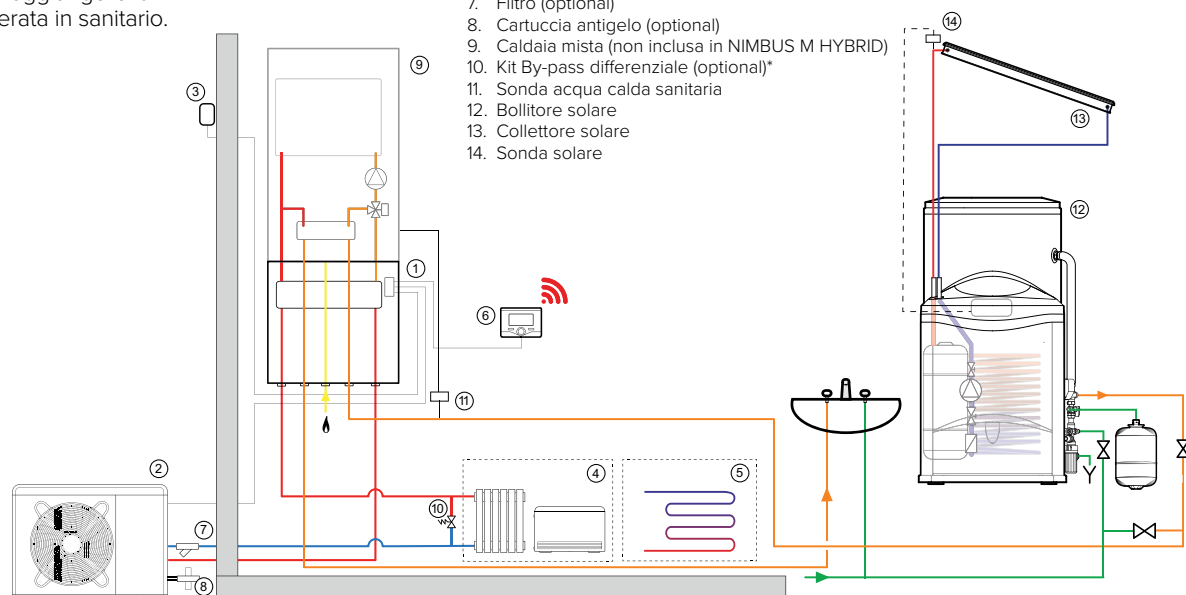 erata in sanitario.
7. Filtro (optional)
8. Cartuccia antigelo (optional)
9. Caldaia mista (non inclusa in NIMBUS M HYBRID)
10. Kit By-pass differenziale (optional)*
11. Sonda acqua calda sanitaria
12. Bollitore solare
13. Collettore solare
14. Sonda solare
14
9
3
13
12
1
6
11
2
4
5
10
7
8